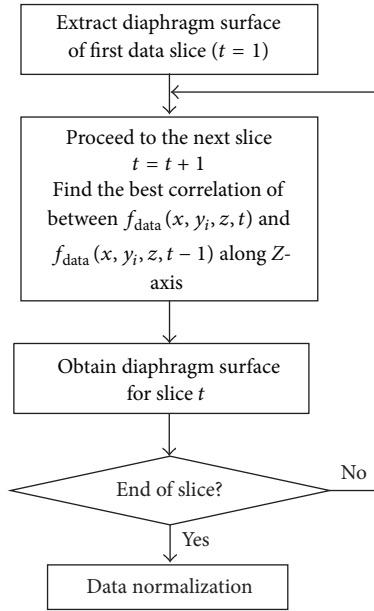 Extract diaphragm surface
of first data slice (t = 1)
Proceed to the next slice
t = t + 1
Find the best correlation of
between f_data (x, y_i, z, t) and
f_data (x, y_i, z, t − 1) along Z-
axis
Obtain diaphragm surface
for slice t
End of slice?
No
Yes
Data normalization